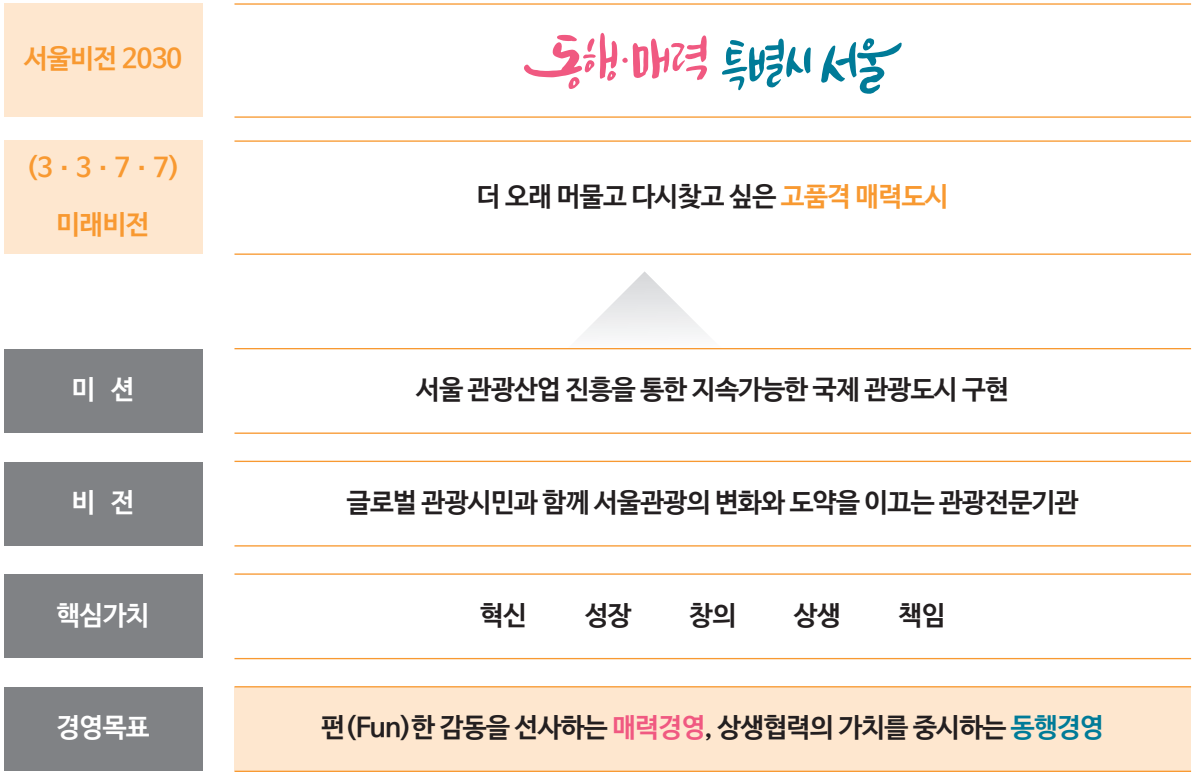 서울비전 2030
동행·매력 특별시 서울
(3·3·7·7)
미래비전
더 오래 머물고 다시찾고 싶은 고품격 매력도시
미 션
서울 관광산업 진흥을 통한 지속가능한 국제 관광도시 구현
비 전
글로벌 관광시민과 함께 서울관광의 변화와 도약을 이끄는 관광전문기관
핵심가치
혁신 성장 창의 상생 책임
경영목표
펀(Fun)한 감동을 선사하는 매력경영, 상생협력의 가치를 중시하는 동행경영